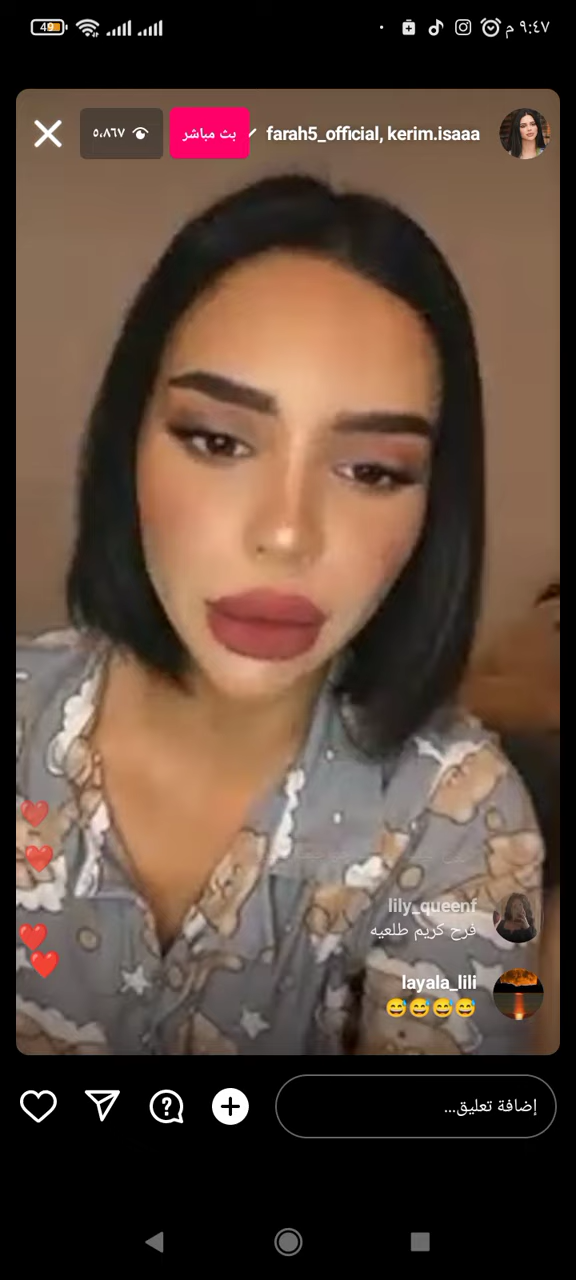 ٩:٤٧ م
49
farah5_official, kerim.isaaa
بث مباشر
٥،٨٦٧
lily_queenf
فرح كريم طلعيه
layala_lili
😅😅😅😅
إضافة تعليق...